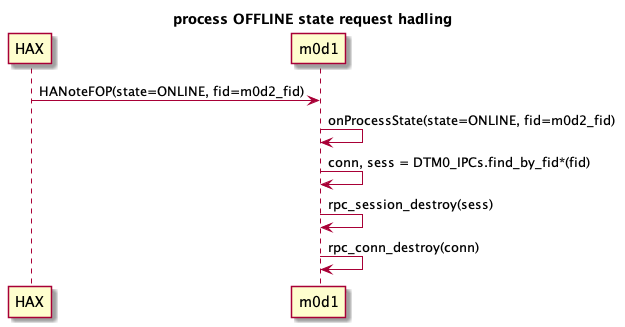 process OFFLINE state request hadling
HAX
m0d1
HANoteFOP(state=ONLINE, fid=m0d2_fid)
onProcessState(state=ONLINE, fid=m0d2_fid)
conn, sess = DTM0_IPCs.find_by_fid*(fid)
rpc_session_destroy(sess)
rpc_conn_destroy(conn)
HAX
m0d1